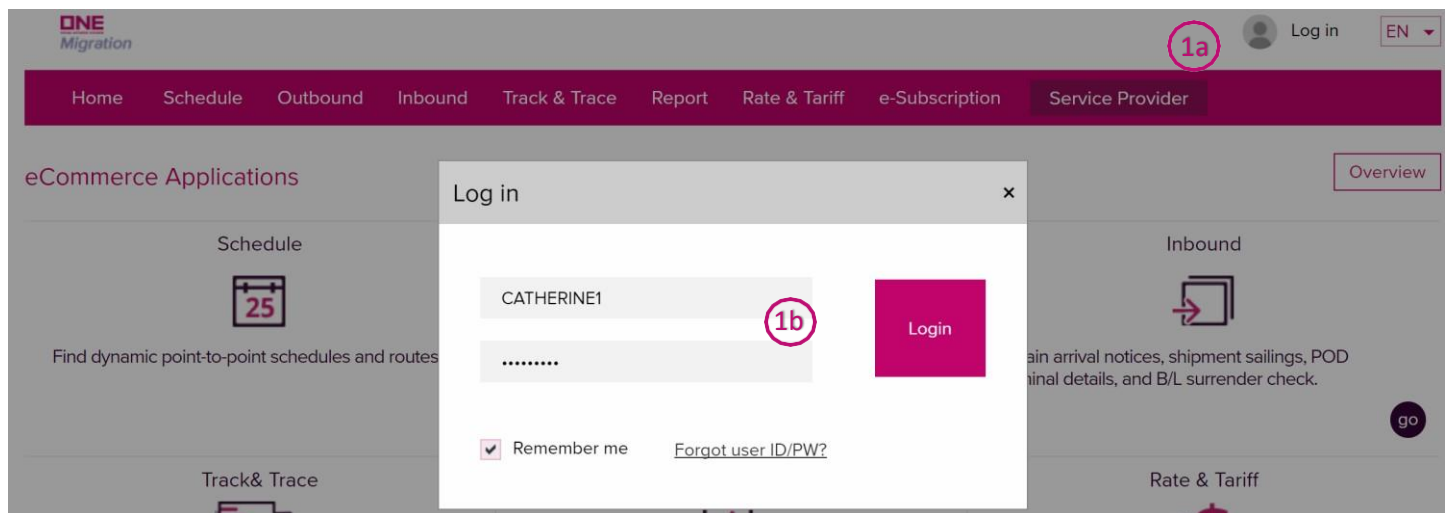 ONE
Migration
1a
Log in
EN
Home Schedule Outbound Inbound Track & Trace Report Rate & Tariff e-Subscription Service Provider
eCommerce Applications
Overview
Log in
×
Schedule
25
Find dynamic point-to-point schedules and routes
CATHERINE1
1b
•••••••••
Login
Remember me
Forgot user ID/PW?
Inbound
ain arrival notices, shipment sailings, POD
inal details, and B/L surrender check.
go
Track& Trace
Rate & Tariff